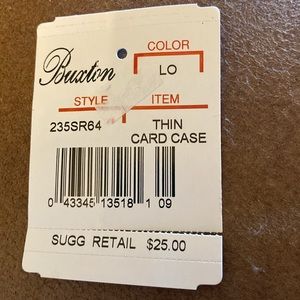 COLOR
Buxton
LO
STYLE ITEM
235SR64 THIN
CARD CASE
0 43345 13518 1 09
SUGG RETAIL $25.00